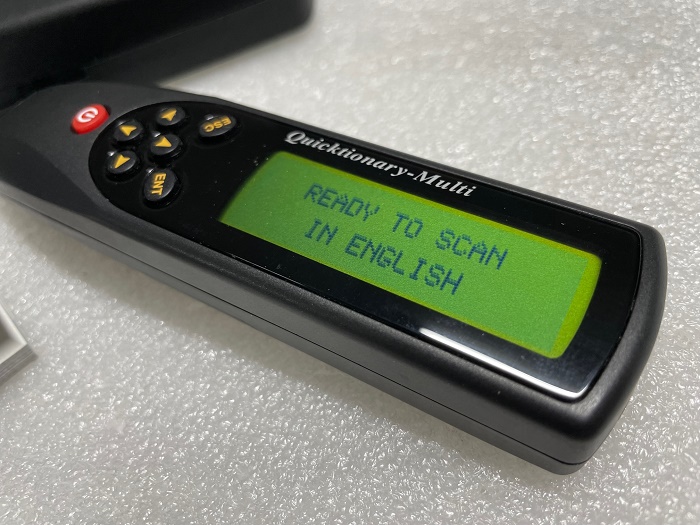 Quicktionary-Multi
READY TO SCAN
IN ENGLISH
ESC
ENT